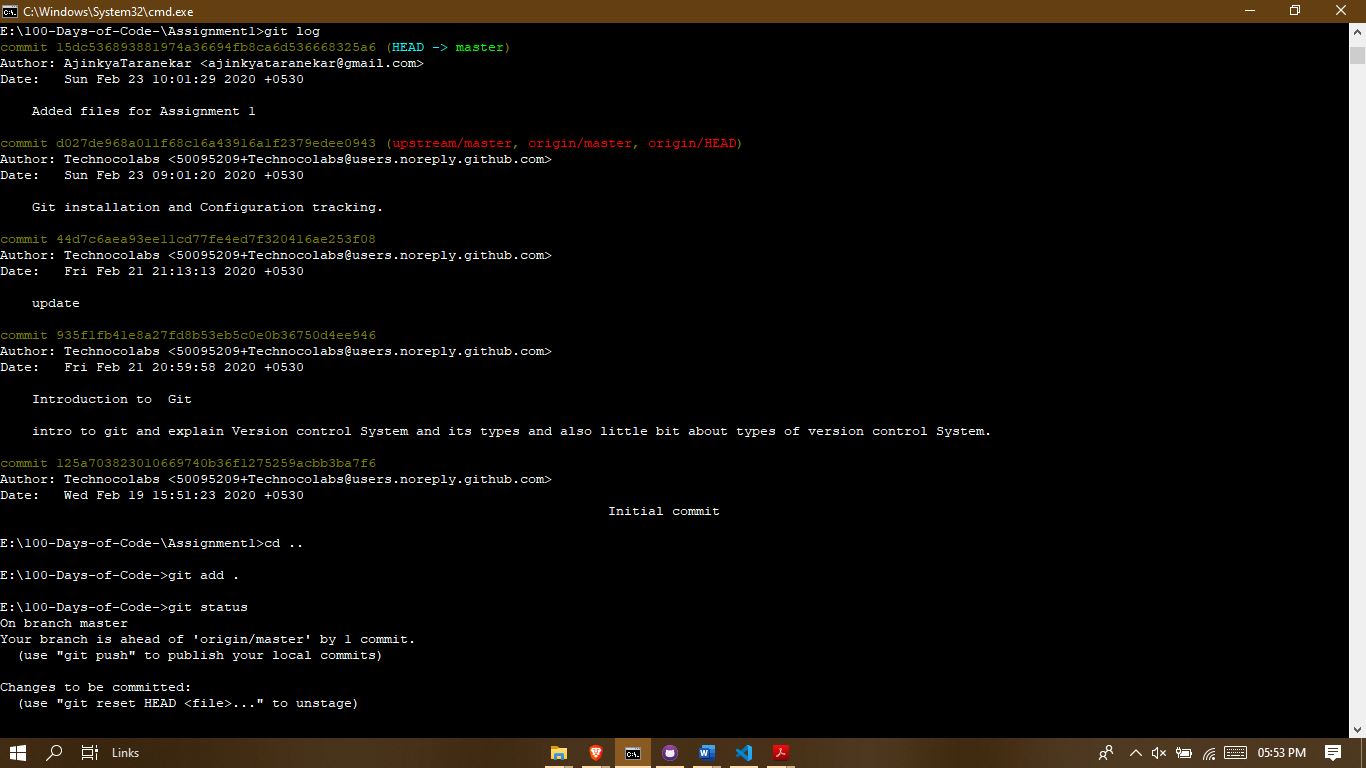 C:\Windows\System32\cmd.exe
E:\100-Days-of-Code-\Assignment1>git log
commit 15dc536893881974a36694fb8ca6d536668325a6 (HEAD -> master)
Author: AjinkyaTaranekar <ajinkyataranekar@gmail.com>
Date:   Sun Feb 23 10:01:29 2020 +0530
Added files for Assignment 1
commit d027de968a011f68c16a43916a1f2379edee0943 (upstream/master, origin/master, origin/HEAD)
Author: Technocolabs <50095209+Technocolabs@users.noreply.github.com>
Date:   Sun Feb 23 09:01:20 2020 +0530
Git installation and Configuration tracking.
commit 44d7c6aea93ee11cd77fe4ed7f320416ae253f08
Author: Technocolabs <50095209+Technocolabs@users.noreply.github.com>
Date:   Fri Feb 21 21:13:13 2020 +0530
update
commit 935f1fb41e8a27fd8b53eb5c0e0b36750d4ee946
Author: Technocolabs <50095209+Technocolabs@users.noreply.github.com>
Date:   Fri Feb 21 20:59:58 2020 +0530
Introduction to  Git
intro to git and explain Version control System and its types and also little bit about types of version control System.
commit 125a703823010669740b36f1275259acbb3ba7f6
Author: Technocolabs <50095209+Technocolabs@users.noreply.github.com>
Date:   Wed Feb 19 15:51:23 2020 +0530
Initial commit
E:\100-Days-of-Code-\Assignment1>cd ..
E:\100-Days-of-Code->git add .
E:\100-Days-of-Code->git status
On branch master
Your branch is ahead of 'origin/master' by 1 commit.
(use "git push" to publish your local commits)
Changes to be committed:
(use "git reset HEAD <file>..." to unstage)
Links
05:53 PM